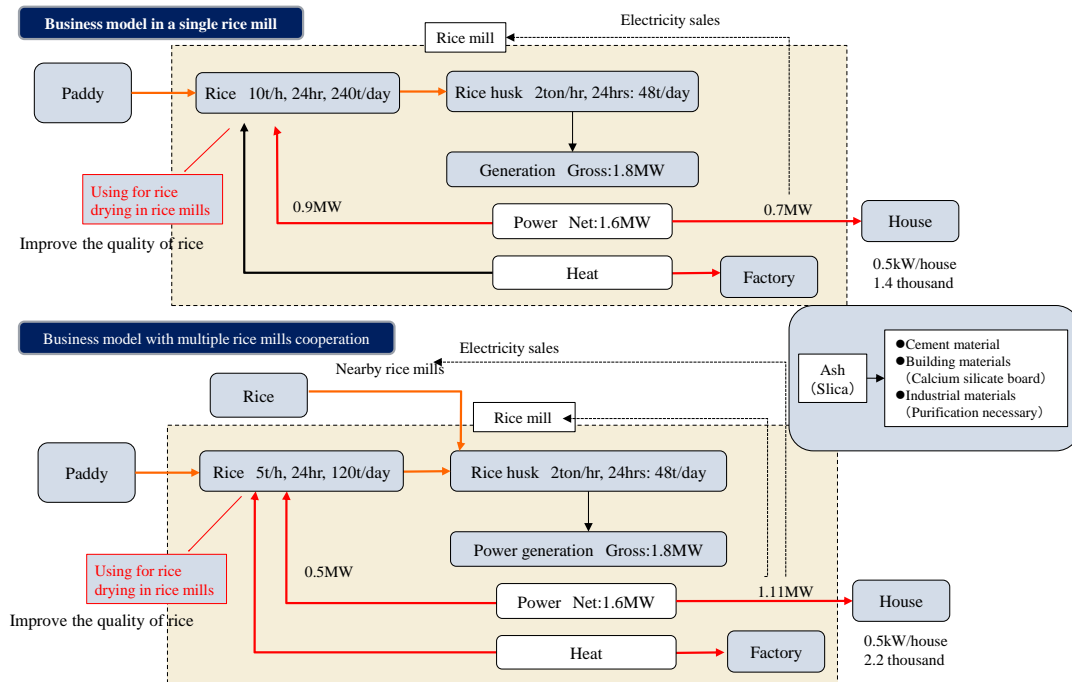 Business model in a single rice mill
Electricity sales
Rice mill
Paddy
Rice 10t/h, 24hr, 240t/day
Rice husk 2ton/hr, 24hrs: 48t/day
Generation Gross:1.8MW
Using for rice
drying in rice mills
Improve the quality of rice
0.9MW
Power Net:1.6MW
0.7MW
House
0.5kW/house
1.4 thousand
Heat
Factory
Business model with multiple rice mills cooperation
Electricity sales
Nearby rice mills
Rice
Rice mill
Ash
(Slica)
●Cement material
●Building materials
(Calcium silicate board)
●Industrial materials
(Purification necessary)
Paddy
Rice 5t/h, 24hr, 120t/day
Rice husk 2ton/hr, 24hrs: 48t/day
Power generation Gross:1.8MW
Using for rice
drying in rice mills
Improve the quality of rice
0.5MW
Power Net:1.6MW
1.11MW
House
0.5kW/house
2.2 thousand
Heat
Factory